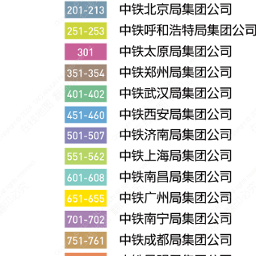 201-213 中铁北京局集团公司
251-253 中铁呼和浩特局集团公司
301 中铁太原局集团公司
351-354 中铁郑州局集团公司
401-402 中铁武汉局集团公司
451-460 中铁西安局集团公司
501-507 中铁济南局集团公司
551-562 中铁上海局集团公司
601-608 中铁南昌局集团公司
651-655 中铁广州局集团公司
701-702 中铁南宁局集团公司
751-761 中铁成都局集团公司